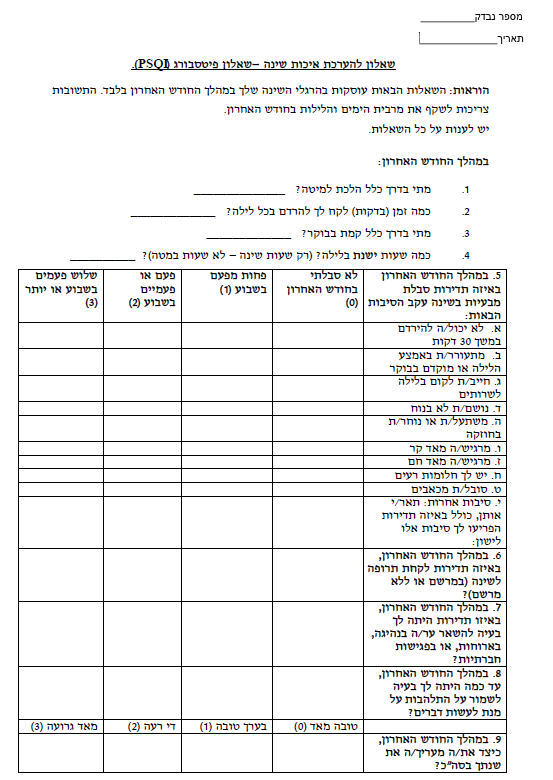 מספר נבדק__________
תאריך______________
שאלון להערכת איכות שינה –שאלון פיטסבורג (PSQI).
הוראות: השאלות הבאות עוסקות בהרגלי השינה שלך במהלך החודש האחרון בלבד. התשובות
צריכות לשקף את מרבית הימים והלילות בחודש האחרון.
יש לענות על כל השאלות.
במהלך החודש האחרון:
1. מתי בדרך כלל הלכת למיטה? _______________
2. כמה זמן (בדקות) לקח לך להרדם בכל לילה? ______________
3. מתי בדרך כלל קמת בבוקר? ______________
4. כמה שעות ישנת בלילה? (רק שעות שינה – לא שעות במטה)? ___________
5. במהלך החודש האחרון
באיזה תדירות סבלת
מבעיות בשינה עקב הסיבות
הבאות:
לא סבלתי
בחודש האחרון
(0)
פחות מפעם
בשבוע (1)
פעם או
פעמיים
בשבוע (2)
שלוש פעמים
בשבוע או יותר
(3)
א. לא יכול/ה להירדם
במשך 30 דקות
ב. מתעורר/ת באמצע
הלילה או מוקדם בבוקר
ג. חייב/ת לקום בלילה
לשרותים
ד. נושם/ת לא בנוח
ה. משתעל/ת או נוחר/ת
בחוזקה
ו. מרגיש/ה מאד קר
ז. מרגיש/ה מאד חם
ח. יש לך חלומות רעים
ט. סובל/ת מכאבים
י. סיבות אחרות: תאר/י
אותן, כולל באיזה תדירות
הפריעו לך סיבות אלו
לישון:
6. במהלך החודש האחרון,
באיזה תדירות לקחת תרופה
לשינה (במרשם או ללא
מרשם)?
7. במהלך החודש האחרון,
באיזו תדירות היתה לך
בעיה להשאר ער/ה בנהיגה,
בארוחות, או בפגישות
חברתיות?
8. במהלך החודש האחרון,
עד כמה היתה לך בעיה
לשמור על התלהבות על
מנת לעשות דברים?
טובה מאד (0) בערך טובה (1) די רעה (2) מאד גרועה (3)
9. במהלך החודש האחרון,
כיצד את/ה מעריך/ה את
שנתך בסה"כ?